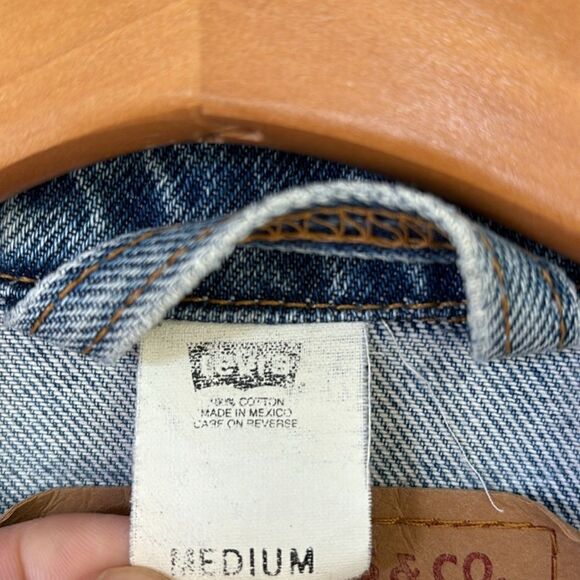 Levi's
100% COTTON
MADE IN MEXICO
CARE ON REVERSE
MEDIUM
& CO